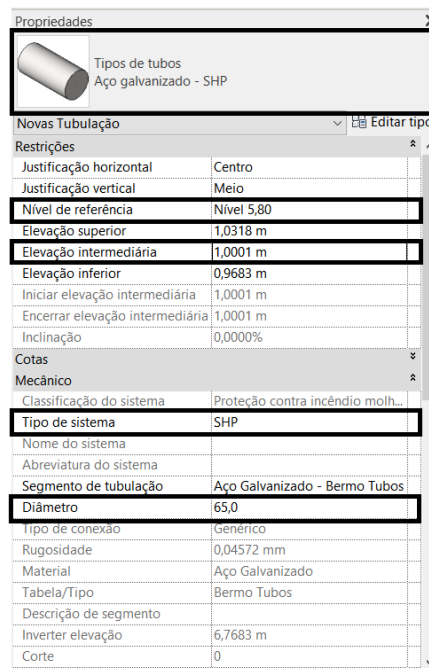 Propriedades
Tipos de tubos
Aço galvanizado - SHP
Novas Tubulação Editar tipo
Restrições
Justificação horizontal Centro
Justificação vertical Meio
Nível de referência Nível 5,80
Elevação superior 1,0318 m
Elevação intermediária 1,0001 m
Elevação inferior 0,9683 m
Iniciar elevação intermediária 1,0001 m
Encerrar elevação intermediária 1,0001 m
Inclinação 0,0000%
Cotas
Mecânico
Classificação do sistema Proteção contra incêndio molh...
Tipo de sistema SHP
Nome do sistema
Abreviatura do sistema
Segmento de tubulação Aço Galvanizado - Bermo Tubos
Diâmetro 65,0
Tipo de conexão Genérico
Rugosidade 0,04572 mm
Material Aço Galvanizado
Tabela/Tipo Bermo Tubos
Descrição de segmento
Inverter elevação 6,7683 m
Corte 0